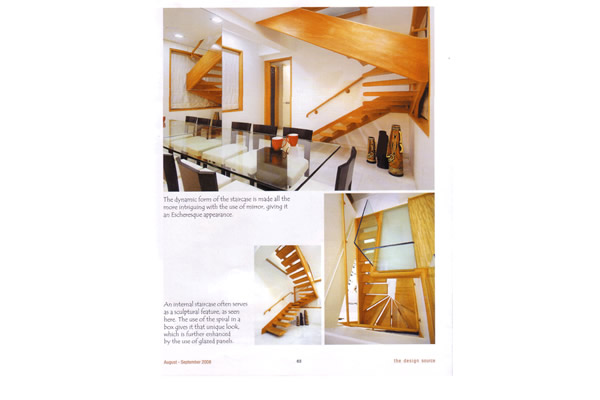 The dynamic form of the staircase is made all the
more intriguing with the use of mirror, giving it
an Escheresque appearance.
An internal staircase often serves
as a sculptural feature, as seen
here. The use of the spiral in a
box gives it that unique look,
which is further enhanced
by the use of glazed panels.
August - September 2008
the design source